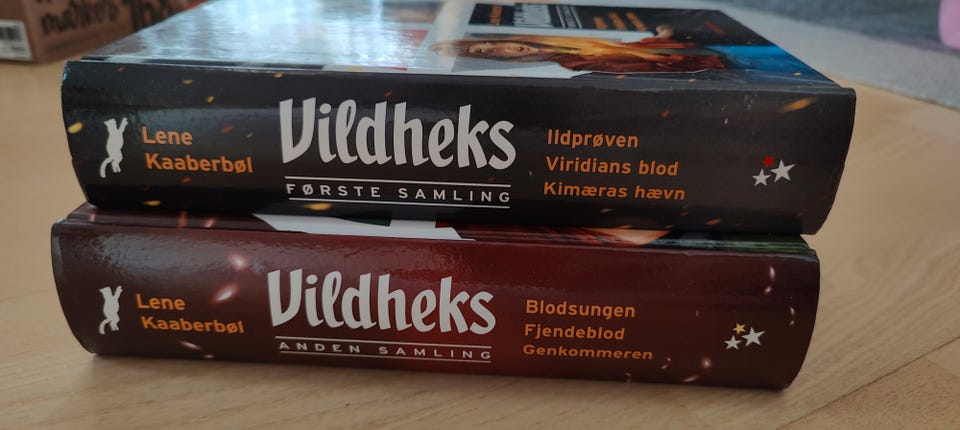 Lene
Kaaberbøl
Vildheks
FØRSTE SAMLING
Ildprøven
Viridians blod
Kimæras hævn
Lene
Kaaberbøl
Vildheks
ANDEN SAMLING
Blodsungen
Fjendeblod
Genkommeren